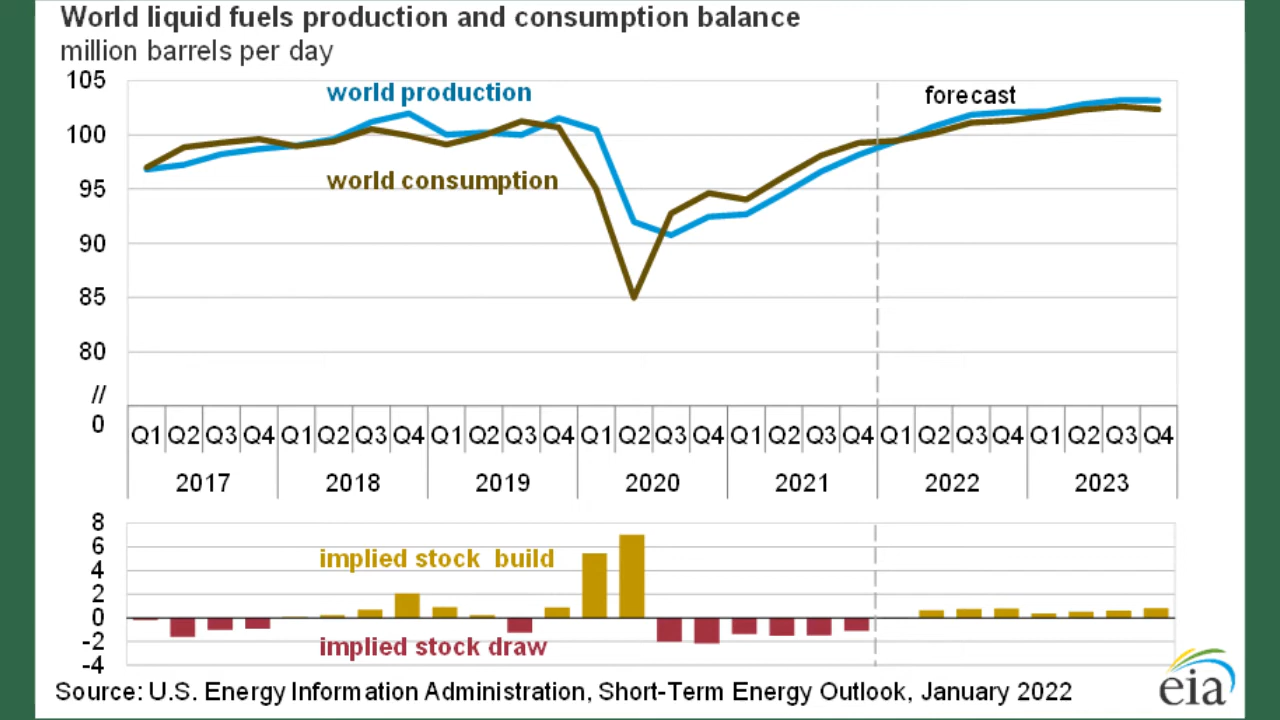 World liquid fuels production and consumption balance
million barrels per day
105
world production
forecast
100
world consumption
95
90
85
80
//
0
Q1 Q2 Q3 Q4 Q1 Q2 Q3 Q4 Q1 Q2 Q3 Q4 Q1 Q2 Q3 Q4 Q1 Q2 Q3 Q4 Q1 Q2 Q3 Q4 Q1 Q2 Q3 Q4
2017 2018 2019 2020 2021 2022 2023
8
6
implied stock build
4
2
0
-2
implied stock draw
-4
Source: U.S. Energy Information Administration, Short-Term Energy Outlook, January 2022
eia